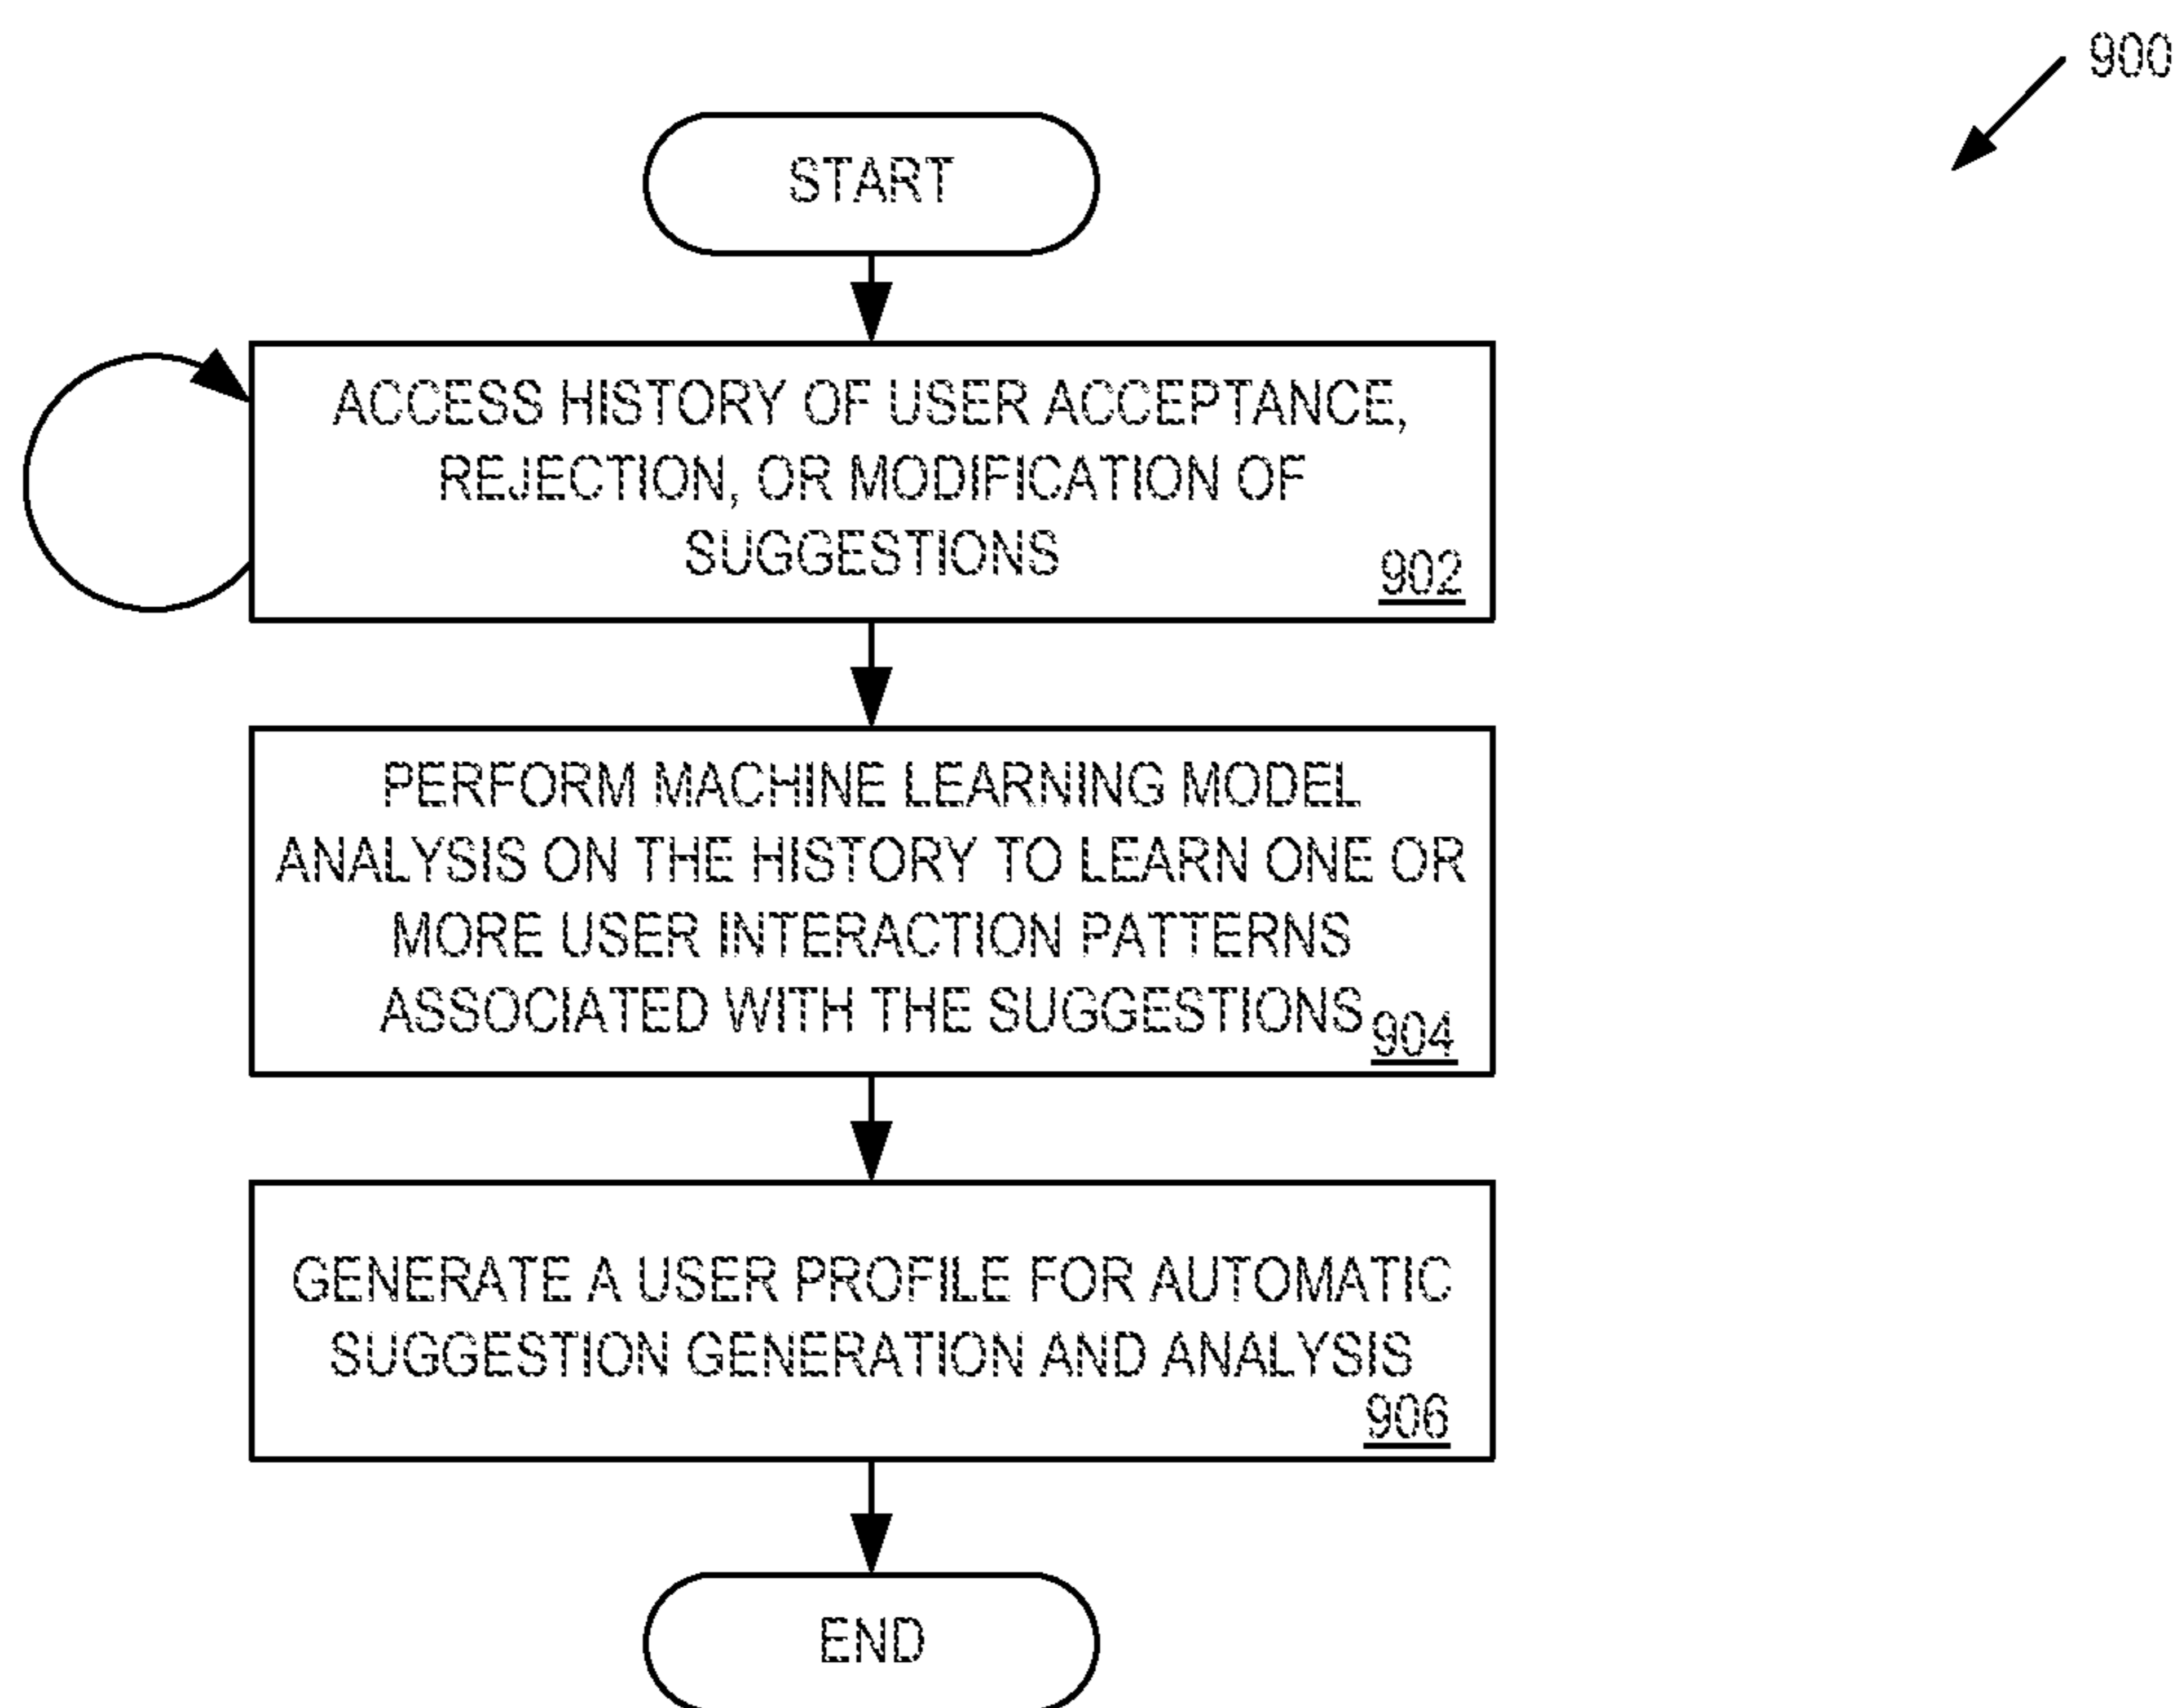 900
START
ACCESS HISTORY OF USER ACCEPTANCE,
REJECTION, OR MODIFICATION OF
SUGGESTIONS
902
PERFORM MACHINE LEARNING MODEL
ANALYSIS ON THE HISTORY TO LEARN ONE OR
MORE USER INTERACTION PATTERNS
ASSOCIATED WITH THE SUGGESTIONS
904
GENERATE A USER PROFILE FOR AUTOMATIC
SUGGESTION GENERATION AND ANALYSIS
906
END